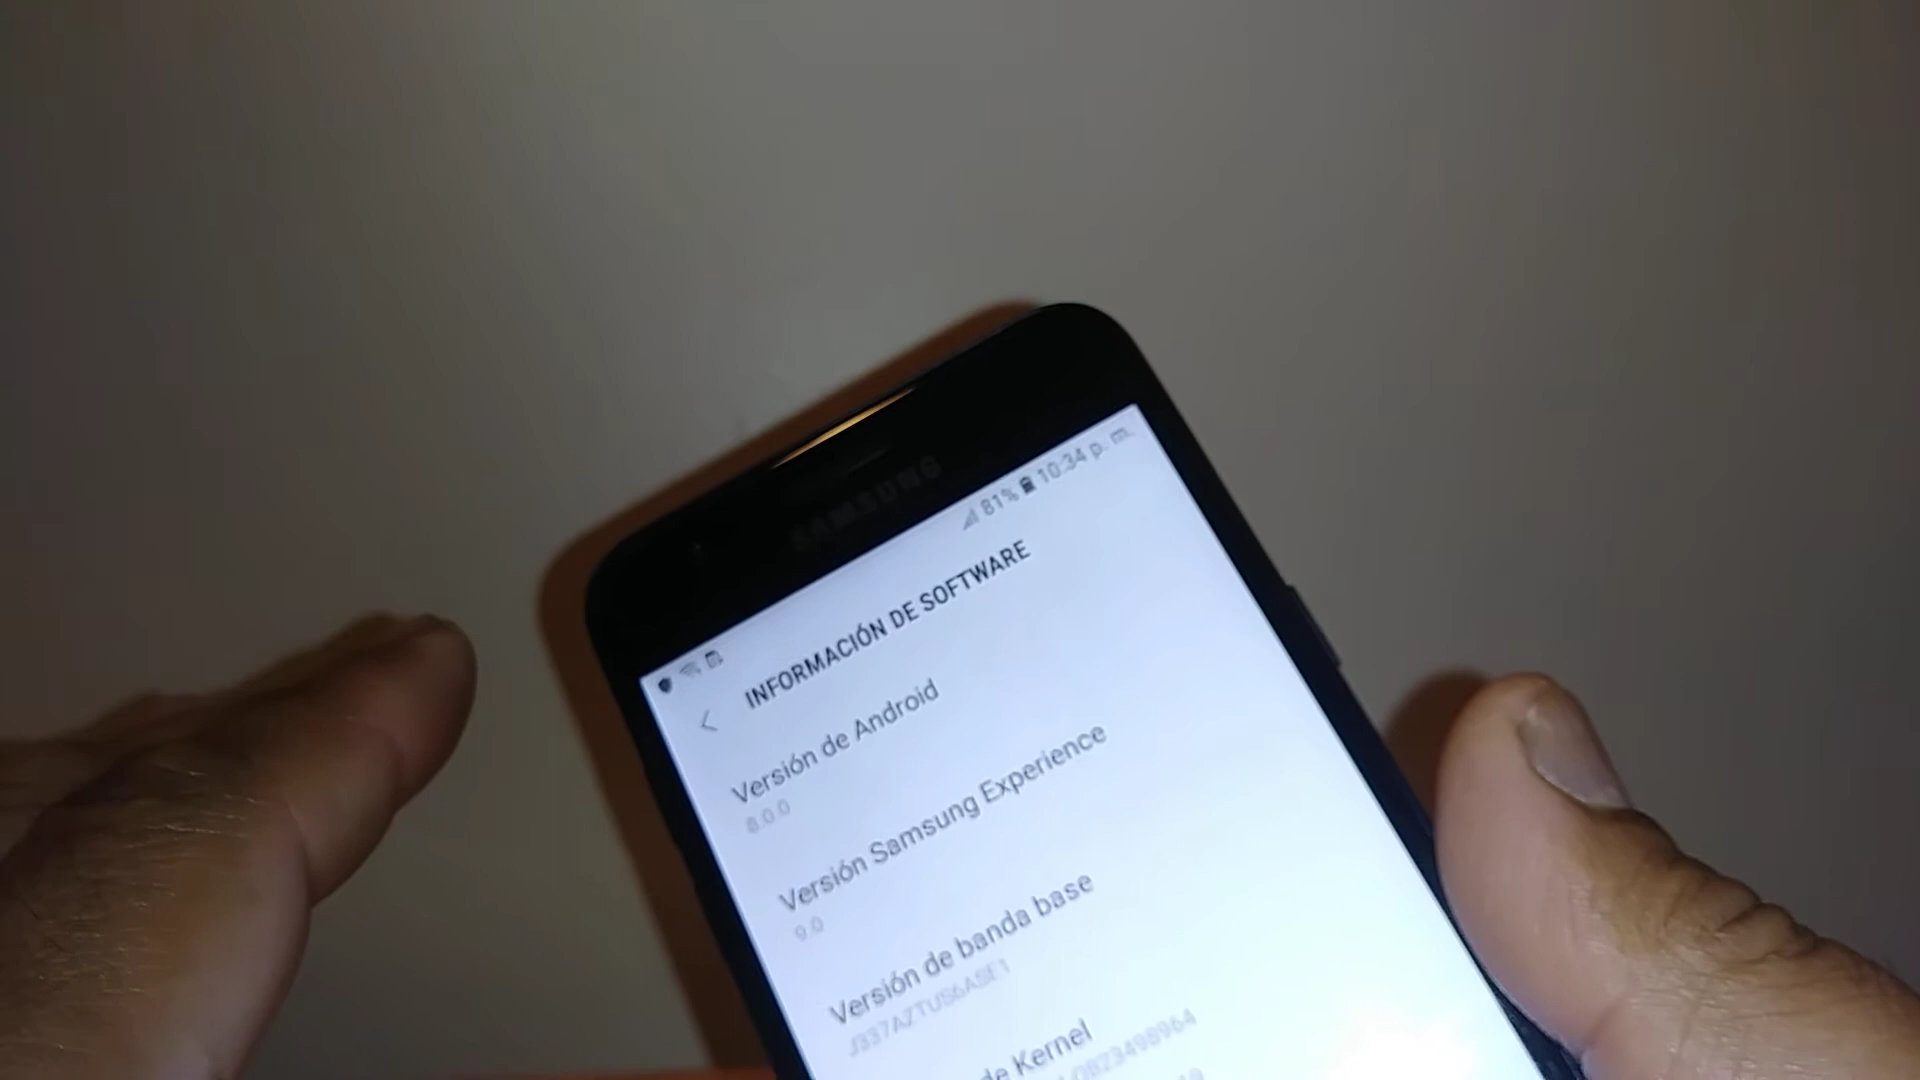 SAMSUNG
81% 10:34 p. m.
INFORMACIÓN DE SOFTWARE
Versión de Android
8.0.0
Versión Samsung Experience
9.0
Versión de banda base
J337AZTUS6ASE1
de Kernel